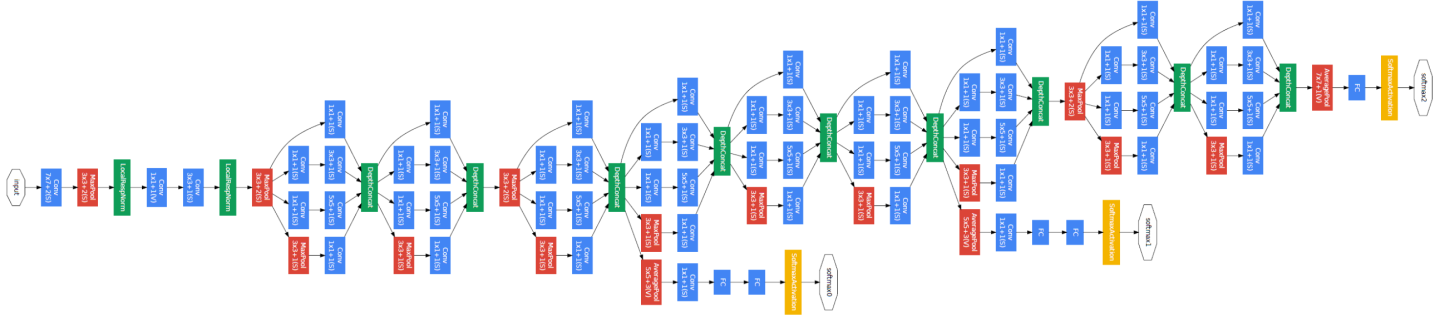 input
Conv
7x7+2(S)
MaxPool
3x3+2(S)
LocalRespNorm
Conv
1x1+1(V)
Conv
3x3+1(S)
LocalRespNorm
MaxPool
3x3+2(S)
Conv
1x1+1(S)
Conv
1x1+1(S)
MaxPool
3x3+1(S)
Conv
1x1+1(S)
Conv
3x3+1(S)
Conv
5x5+1(S)
Conv
1x1+1(S)
DepthConcat
Conv
1x1+1(S)
Conv
1x1+1(S)
MaxPool
3x3+1(S)
Conv
1x1+1(S)
Conv
3x3+1(S)
Conv
5x5+1(S)
Conv
1x1+1(S)
DepthConcat
MaxPool
3x3+2(S)
Conv
1x1+1(S)
Conv
1x1+1(S)
MaxPool
3x3+1(S)
Conv
1x1+1(S)
Conv
3x3+1(S)
Conv
5x5+1(S)
Conv
1x1+1(S)
DepthConcat
Conv
1x1+1(S)
Conv
1x1+1(S)
MaxPool
3x3+1(S)
AveragePool
5x5+3(V)
Conv
1x1+1(S)
Conv
3x3+1(S)
Conv
5x5+1(S)
Conv
1x1+1(S)
Conv
1x1+1(S)
FC
FC
SoftmaxActivation
softmax0
DepthConcat
Conv
1x1+1(S)
Conv
1x1+1(S)
MaxPool
3x3+1(S)
Conv
1x1+1(S)
Conv
3x3+1(S)
Conv
5x5+1(S)
Conv
1x1+1(S)
DepthConcat
Conv
1x1+1(S)
Conv
1x1+1(S)
MaxPool
3x3+1(S)
Conv
1x1+1(S)
Conv
3x3+1(S)
Conv
5x5+1(S)
Conv
1x1+1(S)
DepthConcat
Conv
1x1+1(S)
Conv
1x1+1(S)
MaxPool
3x3+1(S)
AveragePool
5x5+3(V)
Conv
1x1+1(S)
Conv
3x3+1(S)
Conv
5x5+1(S)
Conv
1x1+1(S)
Conv
1x1+1(S)
FC
FC
SoftmaxActivation
softmax1
DepthConcat
MaxPool
3x3+2(S)
Conv
1x1+1(S)
Conv
1x1+1(S)
MaxPool
3x3+1(S)
Conv
1x1+1(S)
Conv
3x3+1(S)
Conv
5x5+1(S)
Conv
1x1+1(S)
DepthConcat
Conv
1x1+1(S)
Conv
1x1+1(S)
MaxPool
3x3+1(S)
Conv
1x1+1(S)
Conv
3x3+1(S)
Conv
5x5+1(S)
Conv
1x1+1(S)
DepthConcat
AveragePool
7x7+1(V)
FC
SoftmaxActivation
softmax2